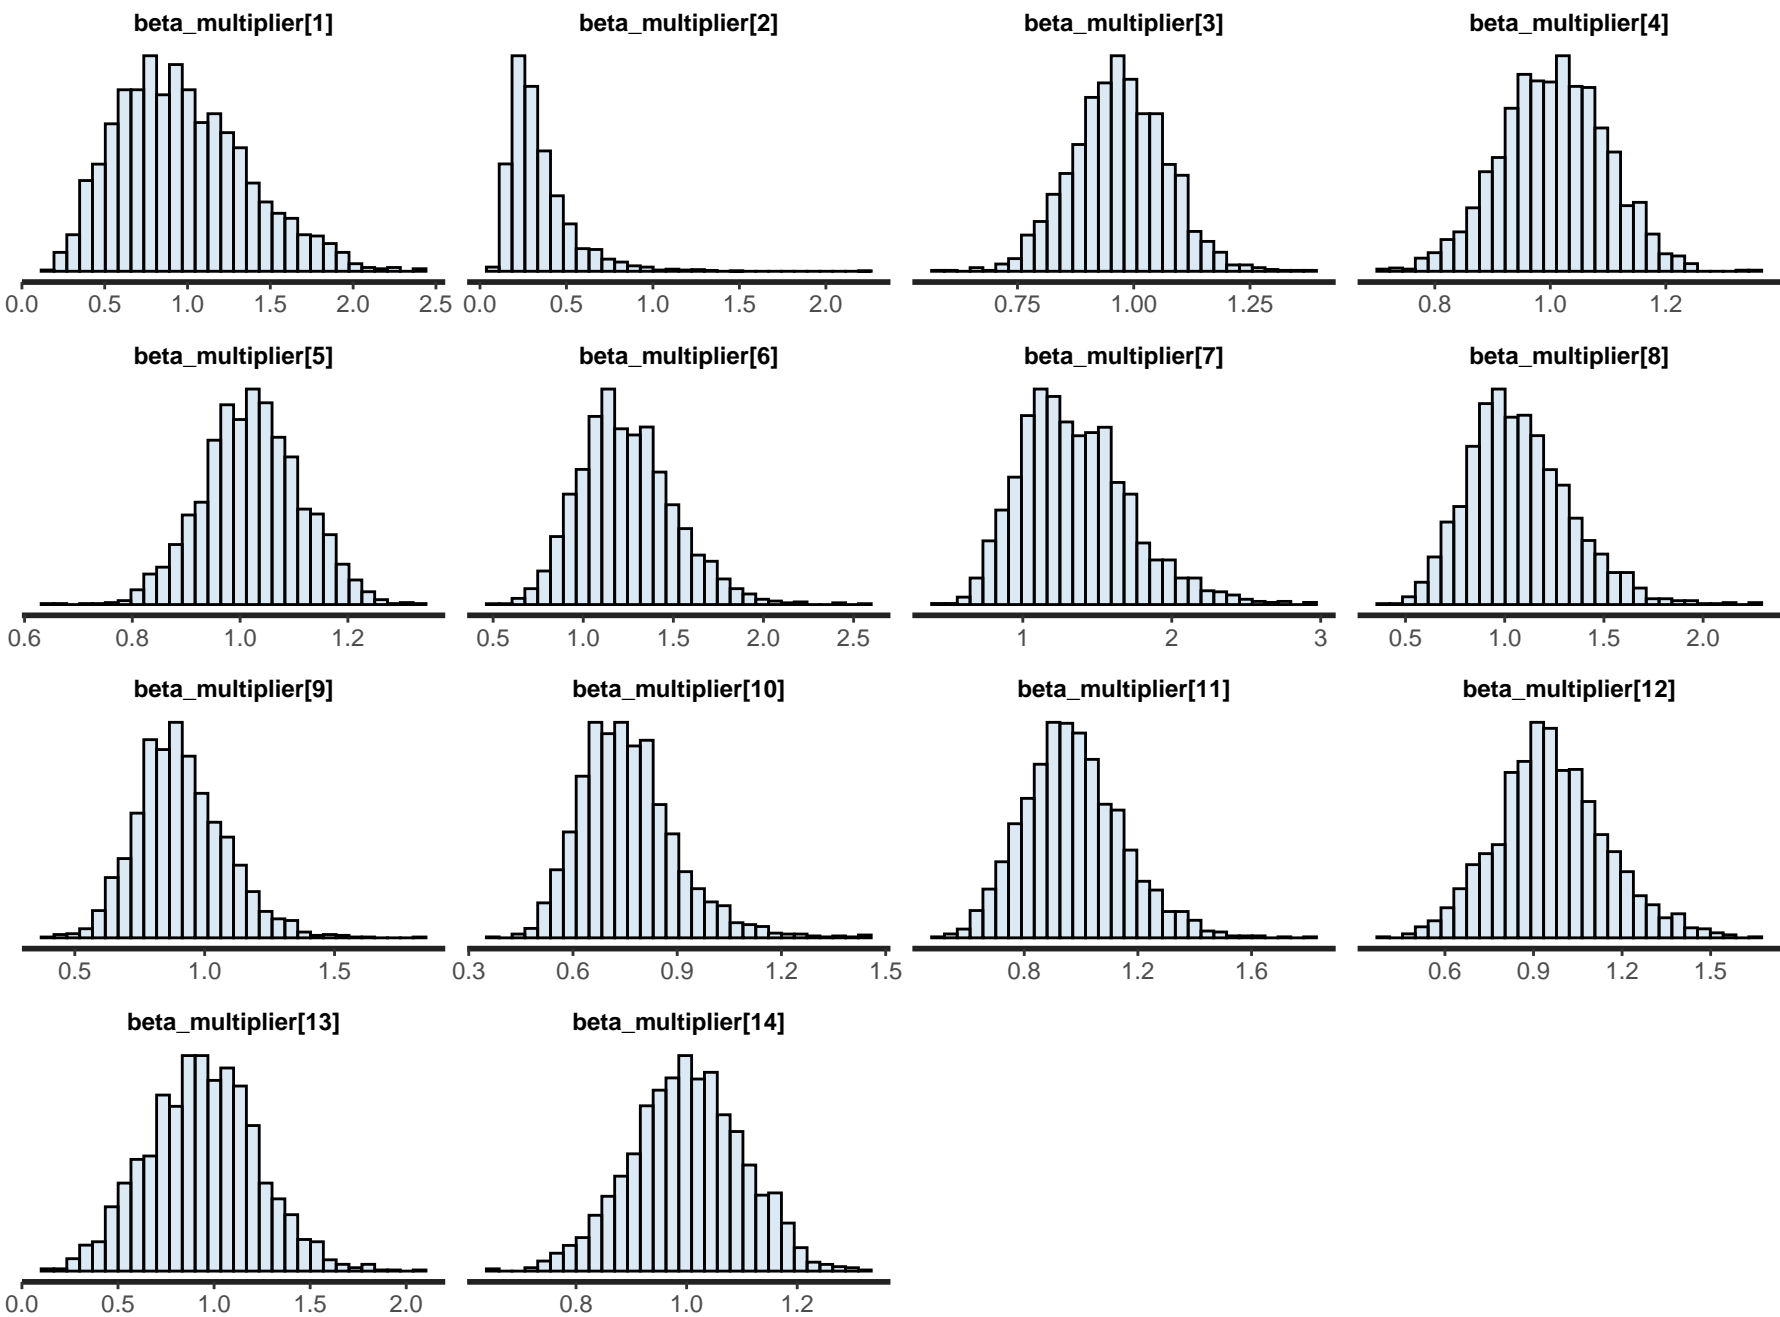 beta_multiplier[1] beta_multiplier[2] beta_multiplier[3] beta_multiplier[4]
0.0 0.5 1.0 1.5 2.0 2.5 0.0 0.5 1.0 1.5 2.0 0.75 1.00 1.25 0.8 1.0 1.2
beta_multiplier[5] beta_multiplier[6] beta_multiplier[7] beta_multiplier[8]
0.6 0.8 1.0 1.2 0.5 1.0 1.5 2.0 2.5 1 2 3 0.5 1.0 1.5 2.0
beta_multiplier[9] beta_multiplier[10] beta_multiplier[11] beta_multiplier[12]
0.5 1.0 1.5 0.3 0.6 0.9 1.2 1.5 0.8 1.2 1.6 0.6 0.9 1.2 1.5
beta_multiplier[13] beta_multiplier[14]
0.0 0.5 1.0 1.5 2.0 0.8 1.0 1.2